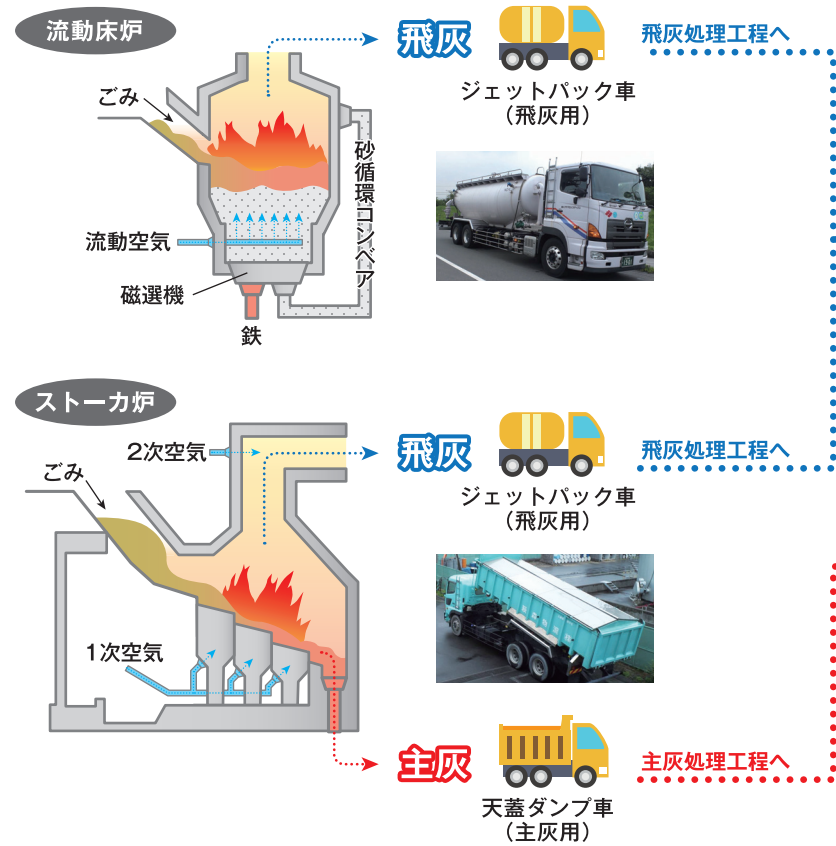 流動床炉
飛灰
飛灰処理工程へ
ごみ
ジェットパック車
（飛灰用）
砂循環コンベア
流動空気
磁選機
鉄
ストーカ炉
2次空気
飛灰
飛灰処理工程へ
ごみ
ジェットパック車
（飛灰用）
1次空気
主灰
主灰処理工程へ
天蓋ダンプ車
（主灰用）